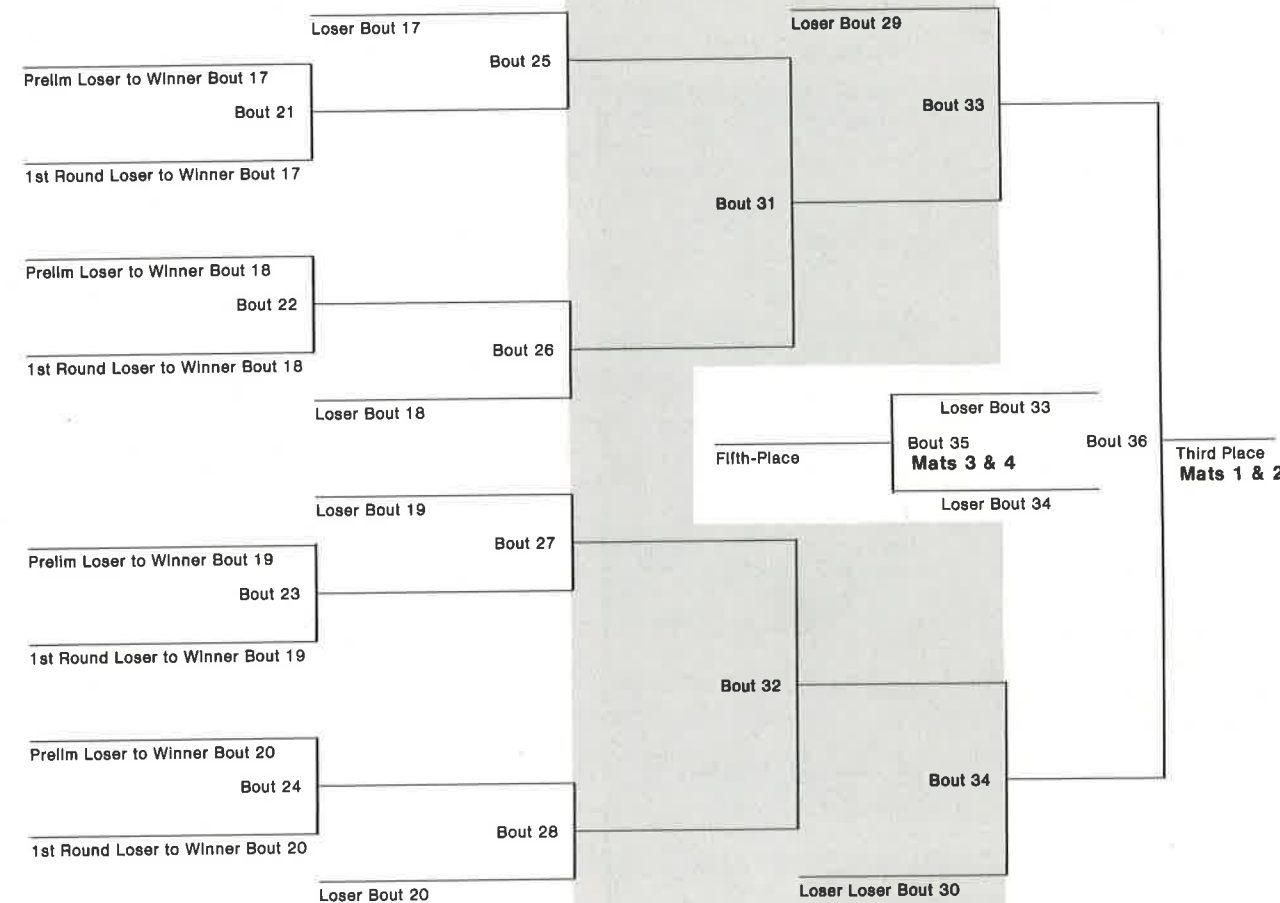 Loser Bout 17
Loser Bout 29
Bout 25
Prelim Loser to Winner Bout 17
Bout 33
Bout 21
1st Round Loser to Winner Bout 17
Bout 31
Prelim Loser to Winner Bout 18
Bout 22
Bout 26
1st Round Loser to Winner Bout 18
Loser Bout 18
Loser Bout 33
Bout 35
Bout 36
Fifth-Place
Mats 3 & 4
Third Place
Mats 1 & 2
Loser Bout 34
Loser Bout 19
Bout 27
Prelim Loser to Winner Bout 19
Bout 23
1st Round Loser to Winner Bout 19
Bout 32
Prelim Loser to Winner Bout 20
Bout 24
Bout 34
Bout 28
1st Round Loser to Winner Bout 20
Loser Bout 20
Loser Loser Bout 30